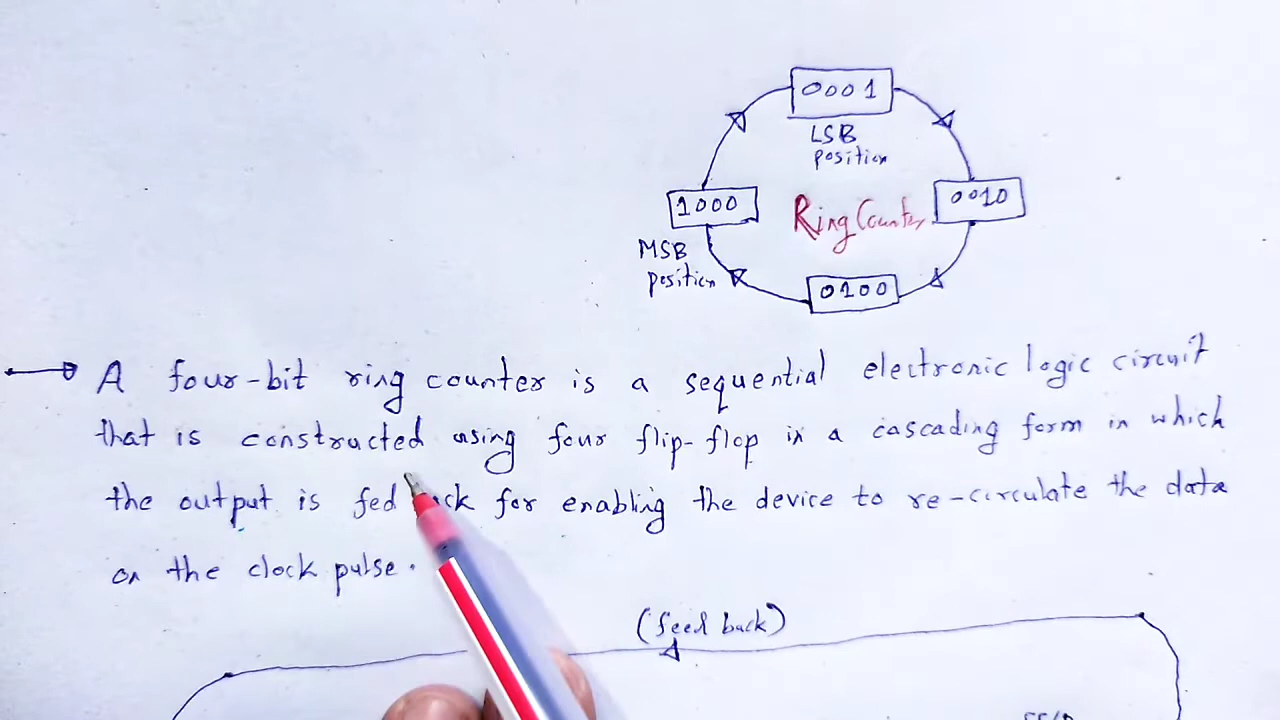 0001
LSB
position
1000
Ring Counter
0010
MSB
position
0100
A four-bit ring counter is a sequential electronic logic circuit
that is constructed using four flip-flop in a cascading form in which
the output is fed for enabling the device to re-circulate the data
on the clock pulse.
(feed back)